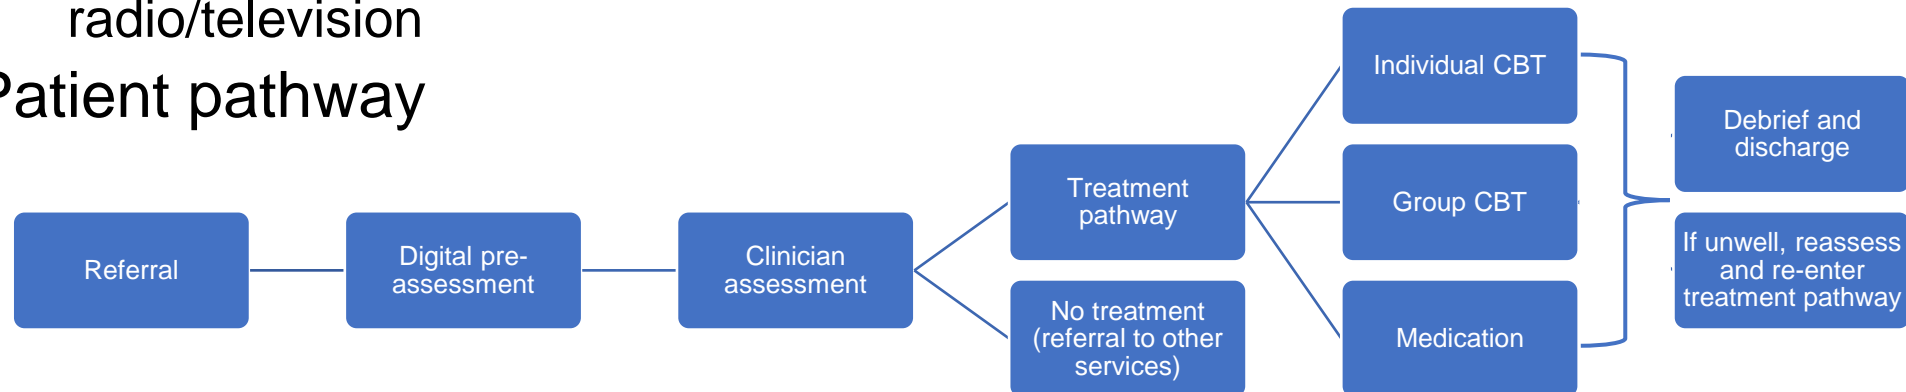 radio/television
Patient pathway
Referral
Digital pre-
assessment
Clinician
assessment
Treatment
pathway
No treatment
(referral to other
services)
Individual CBT
Group CBT
Medication
Debrief and
discharge
If unwell, reassess
and re-enter
treatment pathway